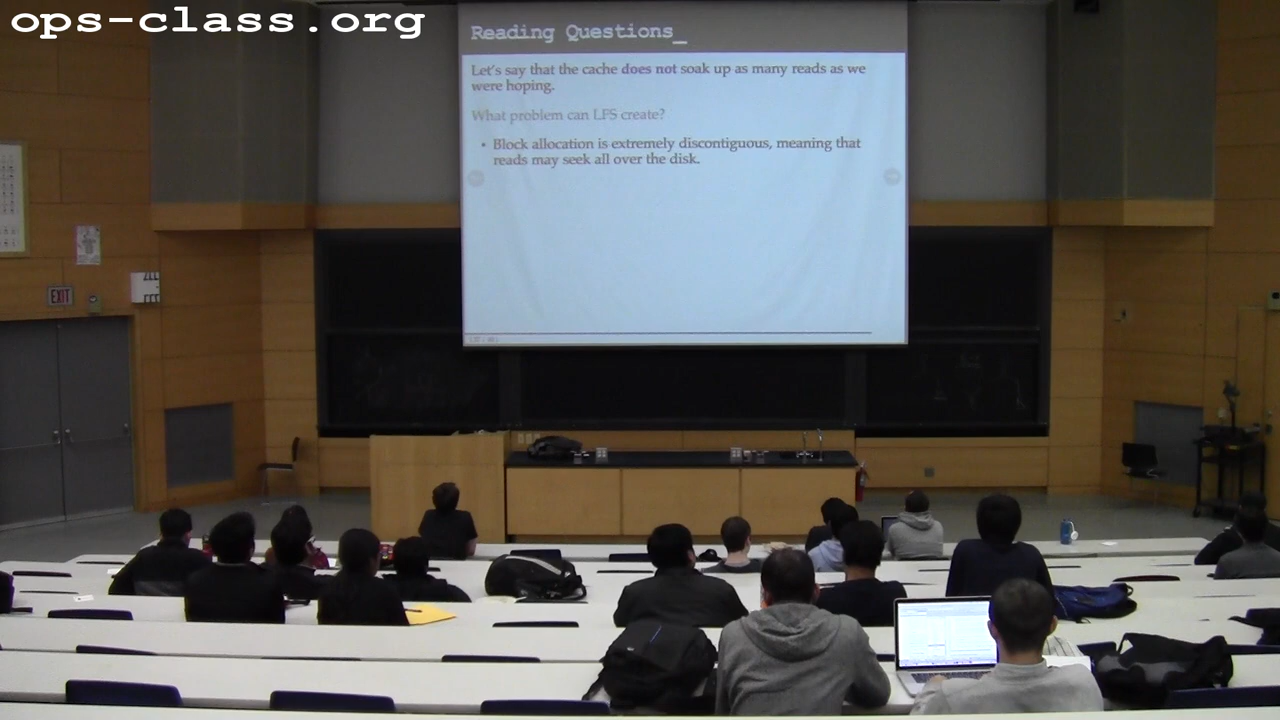 ops-class.org
Reading Questions_
Let's say that the cache does not soak up as many reads as we
were hoping.
What problem can LFS create?
• Block allocation is extremely discontiguous, meaning that
reads may seek all over the disk.
EXIT